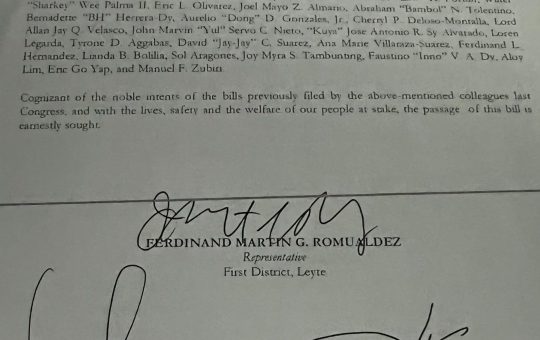 "Sharkey" Wee Palma II, Eric L. Olivarez, Joel Mayo Z. Almario, Abraham "Bambol" N. Tolentino,
Bernadette "BH" Herrera-Dy, Aurelio "Dong" D. Gonzales, Jr., Cheryl P. Deloso-Montalla, Lord
Allan Jay Q. Velasco, John Marvin "Yul" Servo C. Nieto, "Kuya" Jose Antonio R. Sy Alvarado, Loren
Legarda, Tyrone D. Aggabas, David "Jay-Jay" C. Suarez, Ana Marie Villaraza-Suarez, Ferdinand L.
Hernandez, Lianda B. Bolilia, Sol Aragones, Joy Myra S. Tambunting, Faustino "Inno" V. A. Dy, Aloy
Lim, Eric Go Yap, and Manuel F. Zubiri
Cognizant of the noble intents of the bills previously filed by the above-mentioned colleagues last
Congress, and with the lives, safety and the welfare of our people at stake, the passage of this bill is
earnestly sought.
FERDINAND MARTIN G. ROMUALDEZ
Representative
First District, Leyte